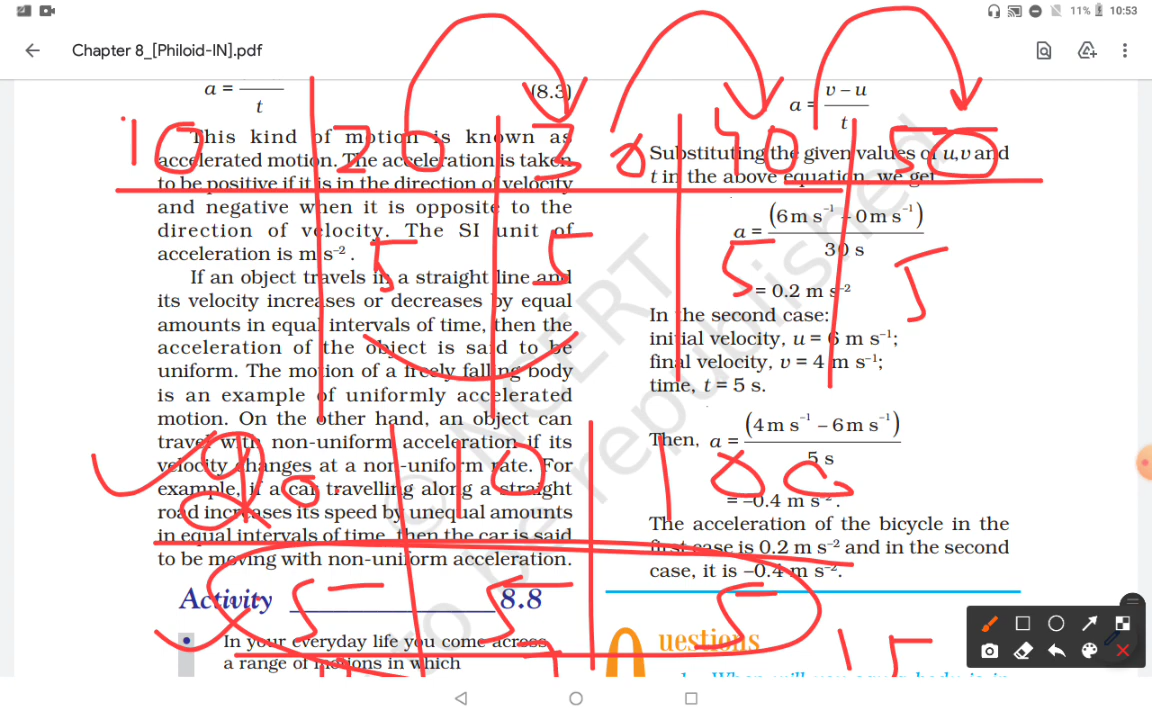 11% 10:53
Chapter 8_[Philoid-IN].pdf
a = ― / t (8.3)
This kind of motion is known as
accelerated motion. The acceleration is taken
to be positive if it is in the direction of velocity
and negative when it is opposite to the
direction of velocity. The SI unit of
acceleration is m s⁻².
If an object travels in a straight line and
its velocity increases or decreases by equal
amounts in equal intervals of time, then the
acceleration of the object is said to be
uniform. The motion of a freely falling body
is an example of uniformly accelerated
motion. On the other hand, an object can
travel with non-uniform acceleration if its
velocity changes at a non-uniform rate. For
example, if a car travelling along a straight
road increases its speed by unequal amounts
in equal intervals of time, then the car is said
to be moving with non-uniform acceleration.
Activity 8.8
In your everyday life you come across
a range of motions in which
a = (v – u) / t
Substituting the given values of u,v and
t in the above equation, we get
a = (6 m s⁻¹ – 0 m s⁻¹) / 30 s
= 0.2 m s⁻²
In the second case:
initial velocity, u = 6 m s⁻¹;
final velocity, v = 4 m s⁻¹;
time, t = 5 s.
Then, a = (4 m s⁻¹ – 6 m s⁻¹) / 5 s
= –0.4 m s⁻².
The acceleration of the bicycle in the
first case is 0.2 m s⁻² and in the second
case, it is –0.4 m s⁻².
Questions
© NCERT
not to be republished
10 20 30 40 50
5 5 5 5
10
5 5 5
15